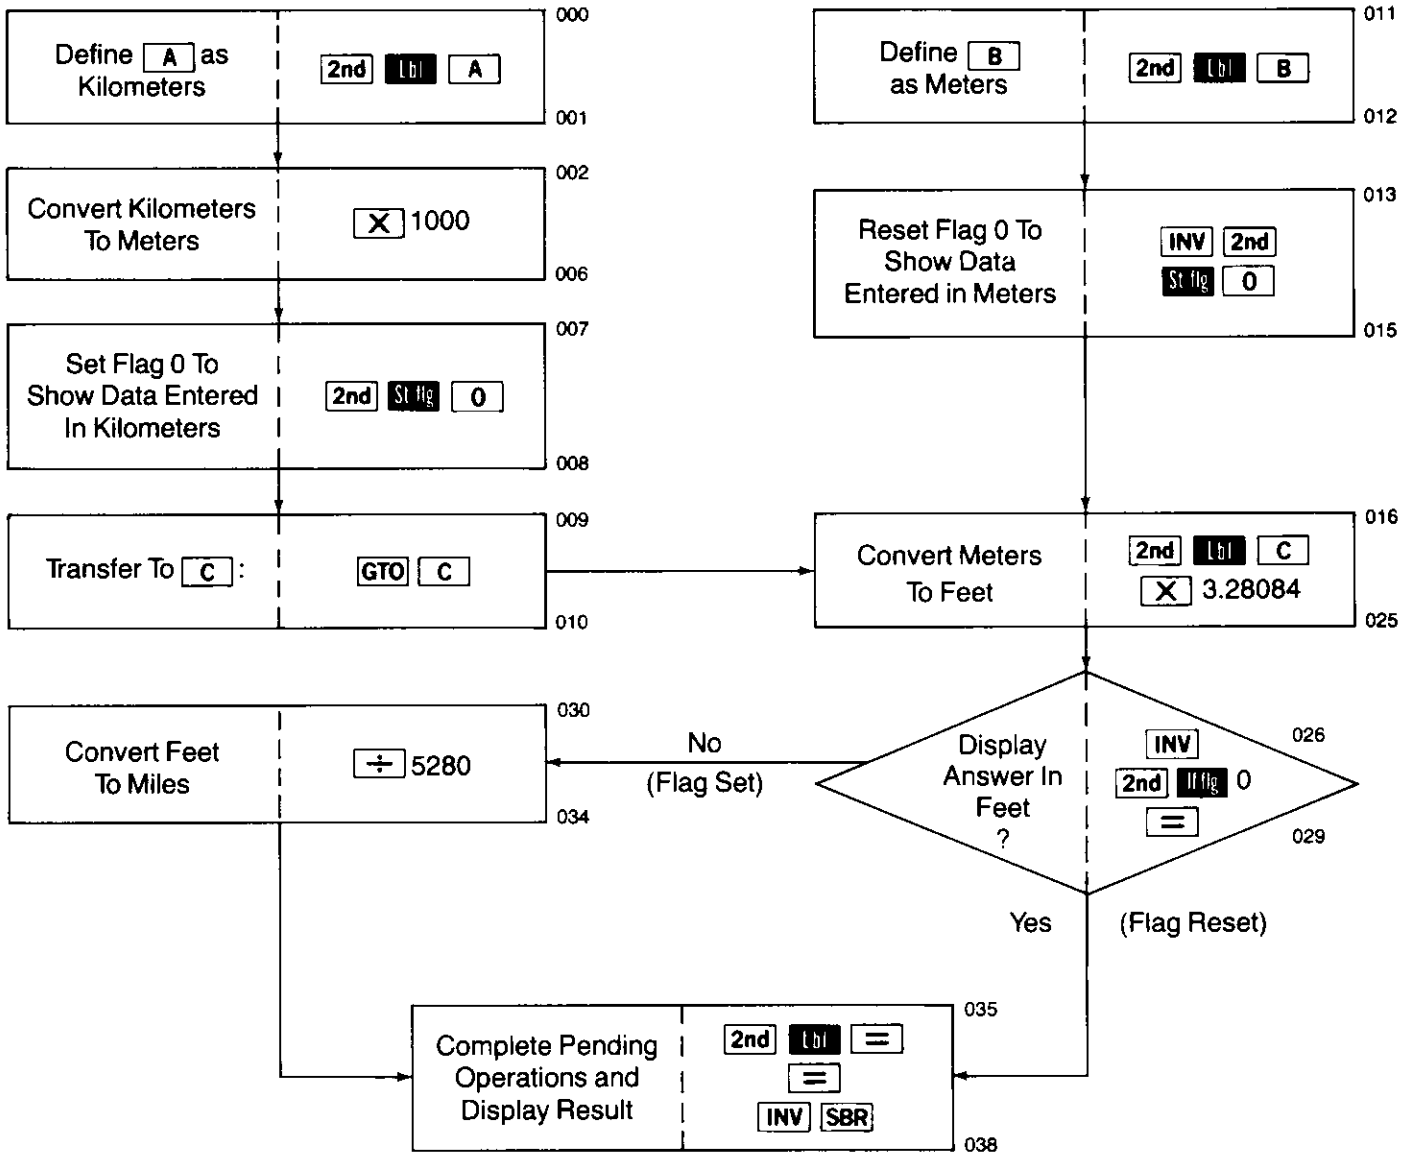 000
Define A as
Kilometers
2nd Lbl A
001
002
Convert Kilometers
To Meters
X 1000
006
007
Set Flag 0 To
Show Data Entered
In Kilometers
2nd St flg 0
008
009
Transfer To C :
GTO C
010
011
Define B
as Meters
2nd Lbl B
012
013
Reset Flag 0 To
Show Data
Entered in Meters
INV 2nd
St flg 0
015
016
Convert Meters
To Feet
2nd Lbl C
X 3.28084
025
Display
Answer In
Feet
?
INV
2nd If flg 0
=
026
029
No
(Flag Set)
Yes
(Flag Reset)
030
Convert Feet
To Miles
÷ 5280
034
035
Complete Pending
Operations and
Display Result
2nd Lbl =
=
INV SBR
038